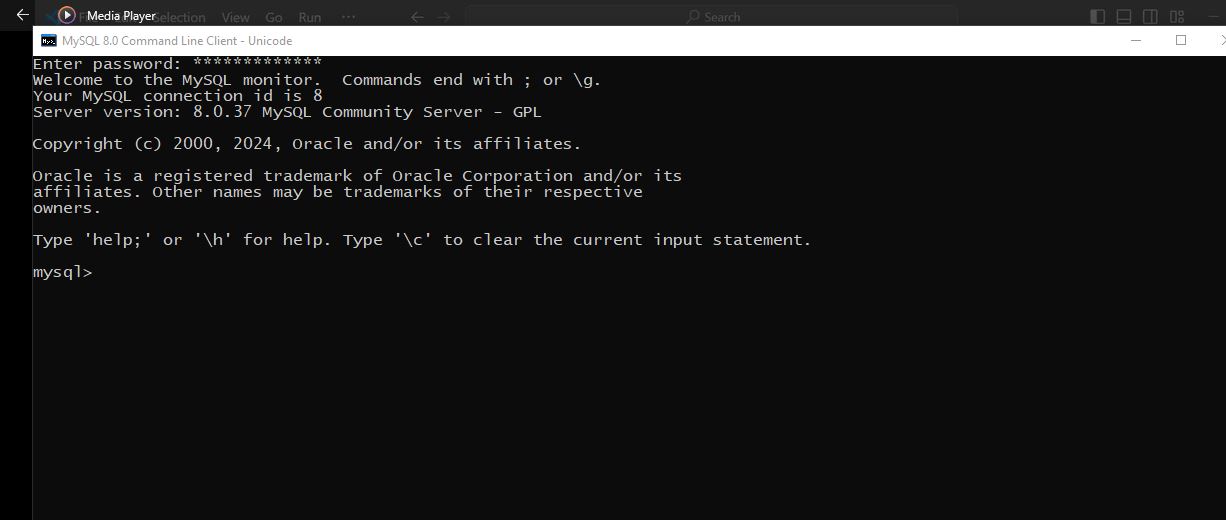 Media Player
Selection View Go Run ··· Search
MySQL 8.0 Command Line Client - Unicode
Enter password: *************
Welcome to the MySQL monitor.  Commands end with ; or \g.
Your MySQL connection id is 8
Server version: 8.0.37 MySQL Community Server - GPL
Copyright (c) 2000, 2024, Oracle and/or its affiliates.
Oracle is a registered trademark of Oracle Corporation and/or its
affiliates. Other names may be trademarks of their respective
owners.
Type 'help;' or '\h' for help. Type '\c' to clear the current input statement.
mysql>